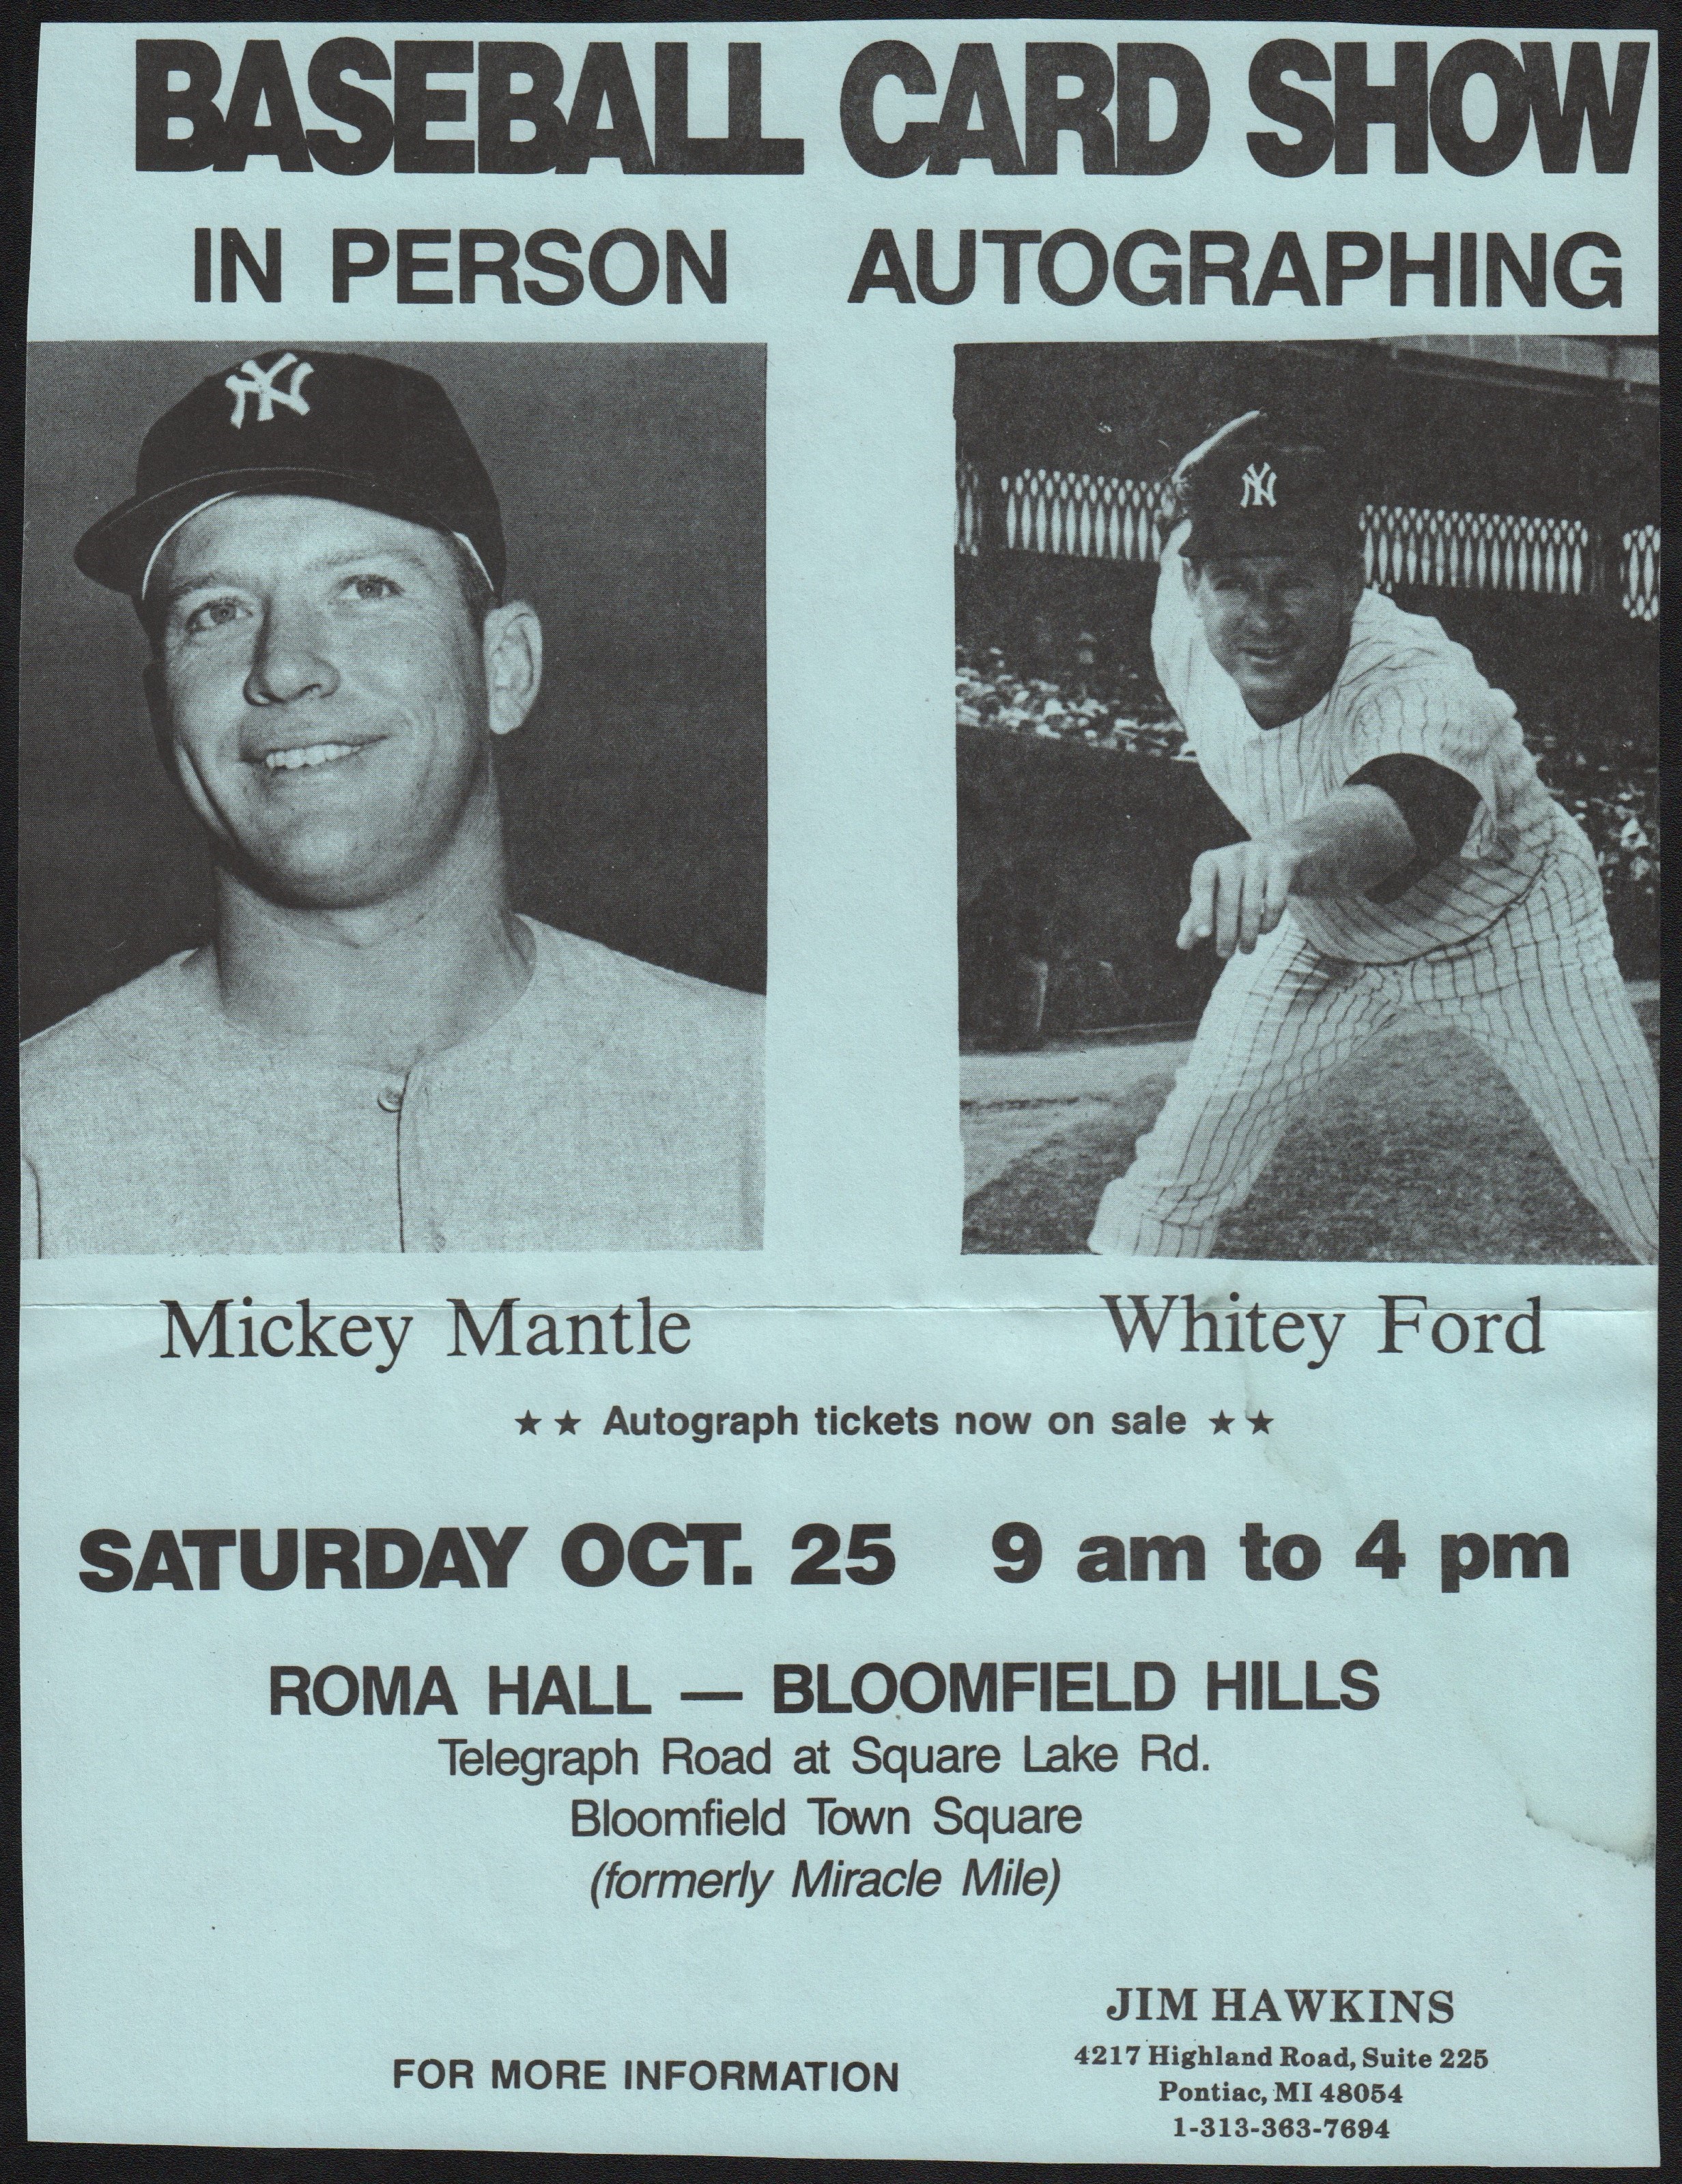 BASEBALL CARD SHOW
IN PERSON AUTOGRAPHING
NY
NY
Mickey Mantle
Whitey Ford
★★ Autograph tickets now on sale ★★
SATURDAY OCT. 25 9 am to 4 pm
ROMA HALL — BLOOMFIELD HILLS
Telegraph Road at Square Lake Rd.
Bloomfield Town Square
(formerly Miracle Mile)
FOR MORE INFORMATION
JIM HAWKINS
4217 Highland Road, Suite 225
Pontiac, MI 48054
1-313-363-7694